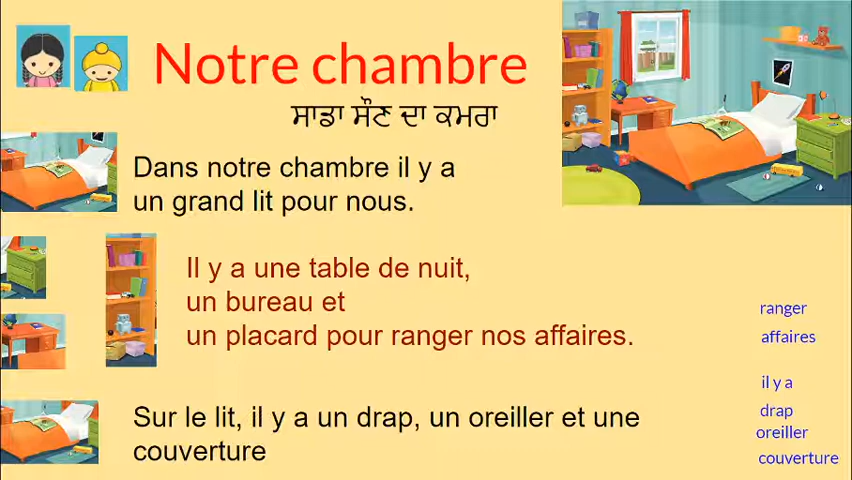 Notre chambre
ਸਾਡਾ ਸੌਣ ਦਾ ਕਮਰਾ
Dans notre chambre il y a
un grand lit pour nous.
Il y a une table de nuit,
un bureau et
un placard pour ranger nos affaires.
Sur le lit, il y a un drap, un oreiller et une
couverture
ranger
affaires
il y a
drap
oreiller
couverture